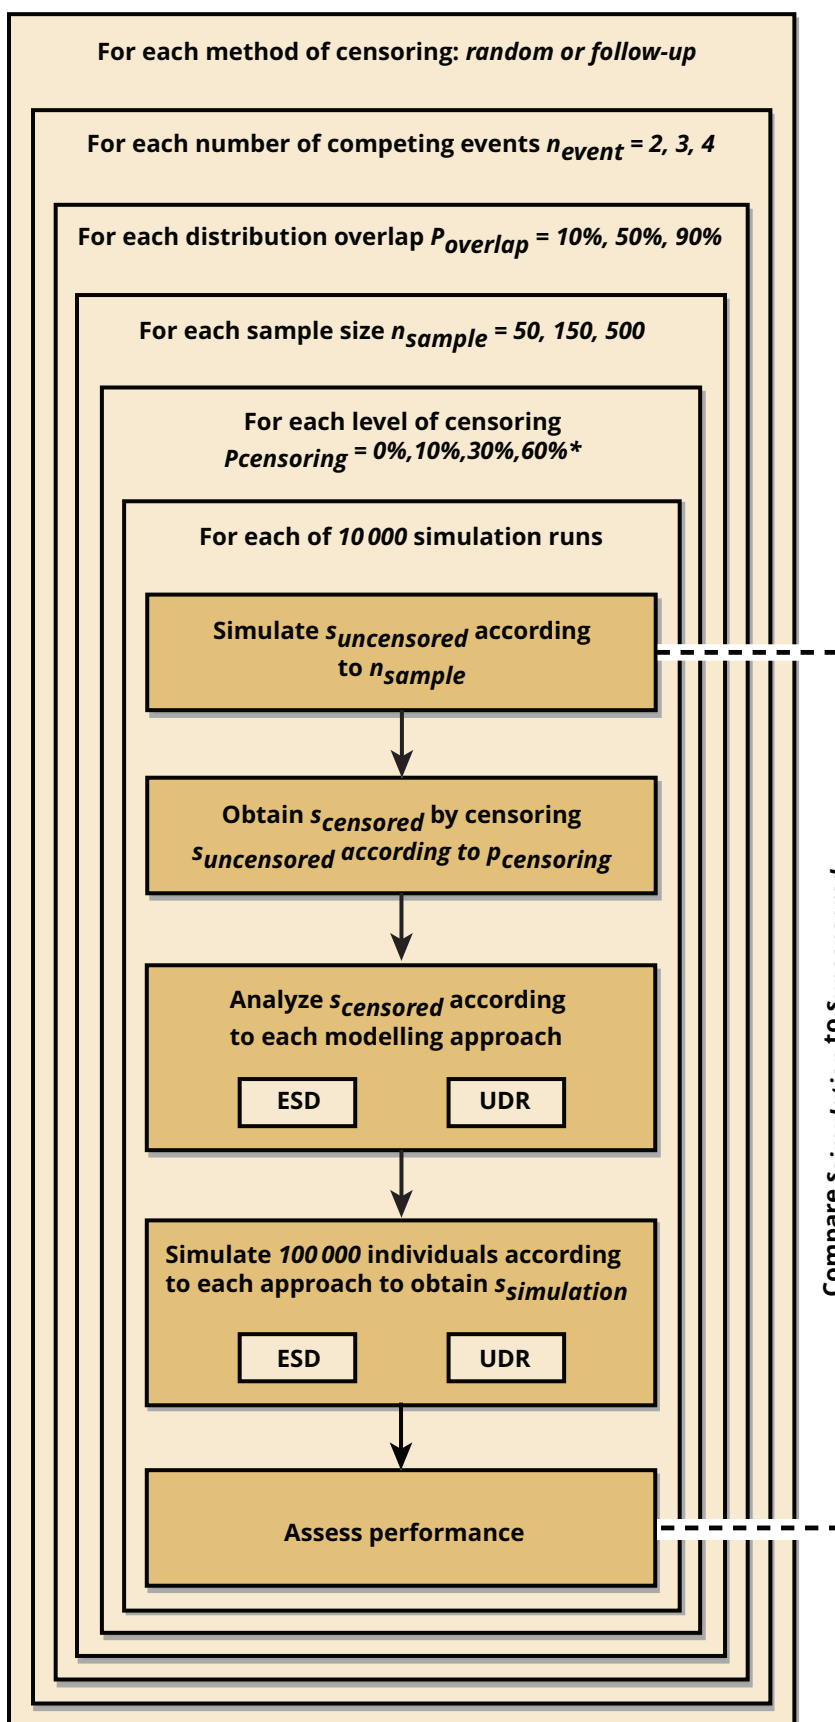 For each method of censoring: random or follow-up
For each number of competing events nevent = 2, 3, 4
For each distribution overlap Poverlap = 10%, 50%, 90%
For each sample size nsample = 50, 150, 500
For each level of censoring
Pcensoring = 0%,10%,30%,60%*
For each of 10 000 simulation runs
Simulate suncensored according
to nsample
Obtain scensored by censoring
suncensored according to pcensoring
Analyze scensored according
to each modelling approach
ESD UDR
Simulate 100 000 individuals according
to each approach to obtain ssimulation
ESD UDR
Assess performance
Compare